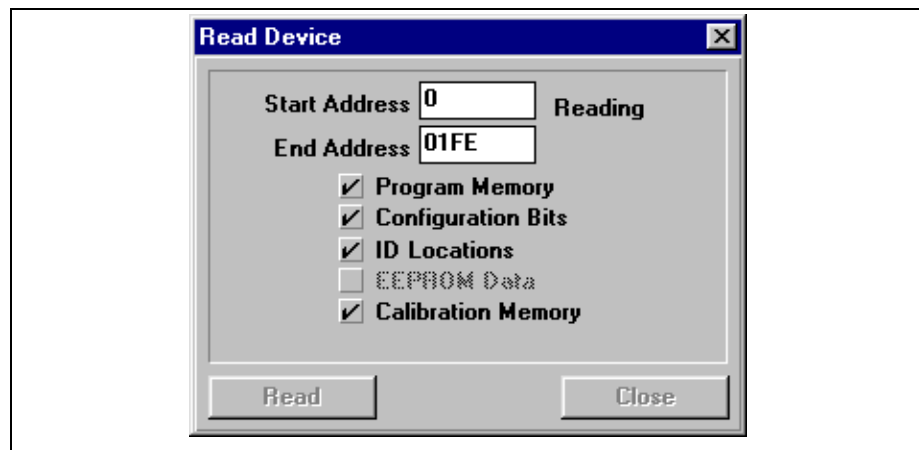 Read Device
Start Address 0 Reading
End Address 01FE
Program Memory
Configuration Bits
ID Locations
EEPROM Data
Calibration Memory
Read Close